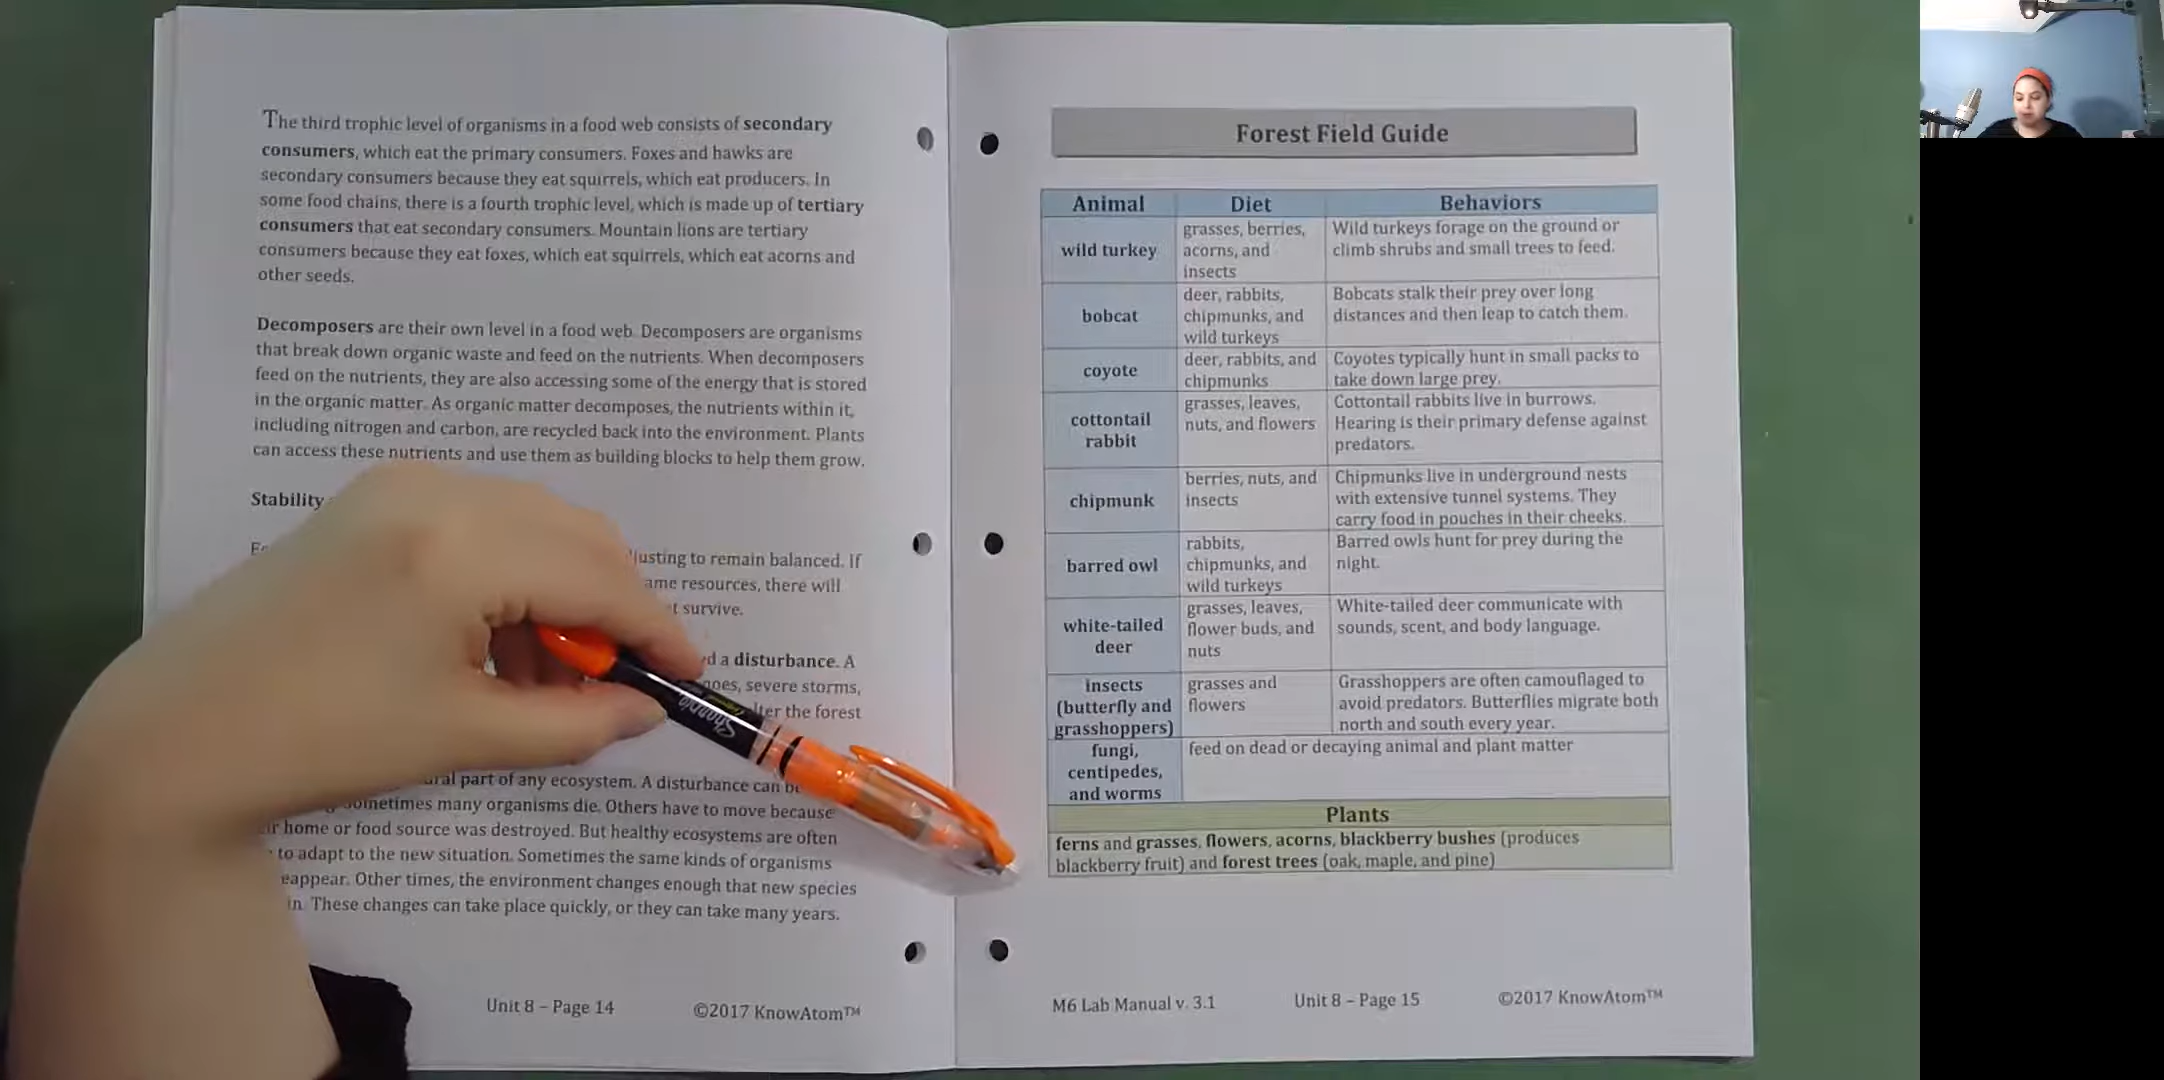 The third trophic level of organisms in a food web consists of secondary
consumers, which eat the primary consumers. Foxes and hawks are
secondary consumers because they eat squirrels, which eat producers. In
some food chains, there is a fourth trophic level, which is made up of tertiary
consumers that eat secondary consumers. Mountain lions are tertiary
consumers because they eat foxes, which eat squirrels, which eat acorns and
other seeds.
Decomposers are their own level in a food web. Decomposers are organisms
that break down organic waste and feed on the nutrients. When decomposers
feed on the nutrients, they are also accessing some of the energy that is stored
in the organic matter. As organic matter decomposes, the nutrients within it,
including nitrogen and carbon, are recycled back into the environment. Plants
can access these nutrients and use them as building blocks to help them grow.
Stability
to remain balanced. If
same resources, there will
survive.
a disturbance. A
severe storms,
the forest
part of any ecosystem. A disturbance can
sometimes many organisms die. Others have to move because
home or food source was destroyed. But healthy ecosystems are often
to adapt to the new situation. Sometimes the same kinds of organisms
Other times, the environment changes enough that new species
in. These changes can take place quickly, or they can take many years.
Unit 8 – Page 14 ©2017 KnowAtom™
Forest Field Guide
Animal Diet Behaviors
wild turkey
grasses, berries,
acorns, and
insects
Wild turkeys forage on the ground or
climb shrubs and small trees to feed.
bobcat
deer, rabbits,
chipmunks, and
wild turkeys
Bobcats stalk their prey over long
distances and then leap to catch them.
coyote
deer, rabbits, and
chipmunks
Coyotes typically hunt in small packs to
take down large prey.
cottontail
rabbit
grasses, leaves,
nuts, and flowers
Cottontail rabbits live in burrows.
Hearing is their primary defense against
predators.
chipmunk
berries, nuts, and
insects
Chipmunks live in underground nests
with extensive tunnel systems. They
carry food in pouches in their cheeks.
barred owl
rabbits,
chipmunks, and
wild turkeys
Barred owls hunt for prey during the
night.
white-tailed
deer
grasses, leaves,
flower buds, and
nuts
White-tailed deer communicate with
sounds, scent, and body language.
insects
(butterfly and
grasshoppers)
grasses and
flowers
Grasshoppers are often camouflaged to
avoid predators. Butterflies migrate both
north and south every year.
fungi,
centipedes,
and worms
feed on dead or decaying animal and plant matter
Plants
ferns and grasses, flowers, acorns, blackberry bushes (produces
blackberry fruit) and forest trees (oak, maple, and pine)
M6 Lab Manual v. 3.1 Unit 8 – Page 15 ©2017 KnowAtom™
Sharpie